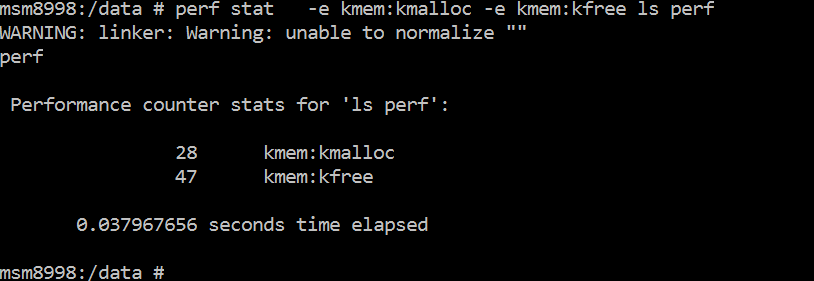 msm8998:/data # perf stat   -e kmem:kmalloc -e kmem:kfree ls perf
WARNING: linker: Warning: unable to normalize ""
perf
 Performance counter stats for 'ls perf':
                28      kmem:kmalloc
                47      kmem:kfree
       0.037967656 seconds time elapsed
msm8998:/data #